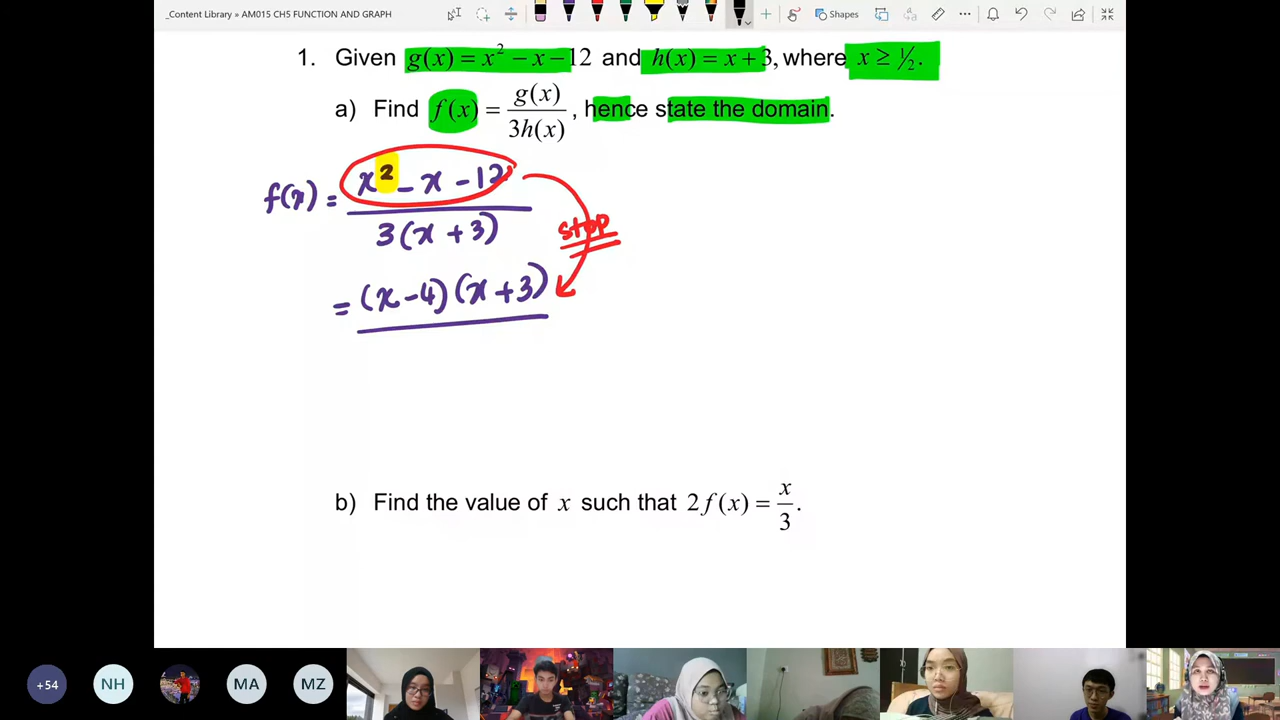 _Content Library » AM015 CH5 FUNCTION AND GRAPH
Shapes
1. Given g(x) = x² − x − 12 and h(x) = x + 3, where x ≥ ½.
a) Find f(x) = g(x) / 3h(x), hence state the domain.
f(x) = x² − x − 12 / 3(x + 3)
stop
= (x − 4)(x + 3)
b) Find the value of x such that 2f(x) = x/3.
+54 NH MA MZ